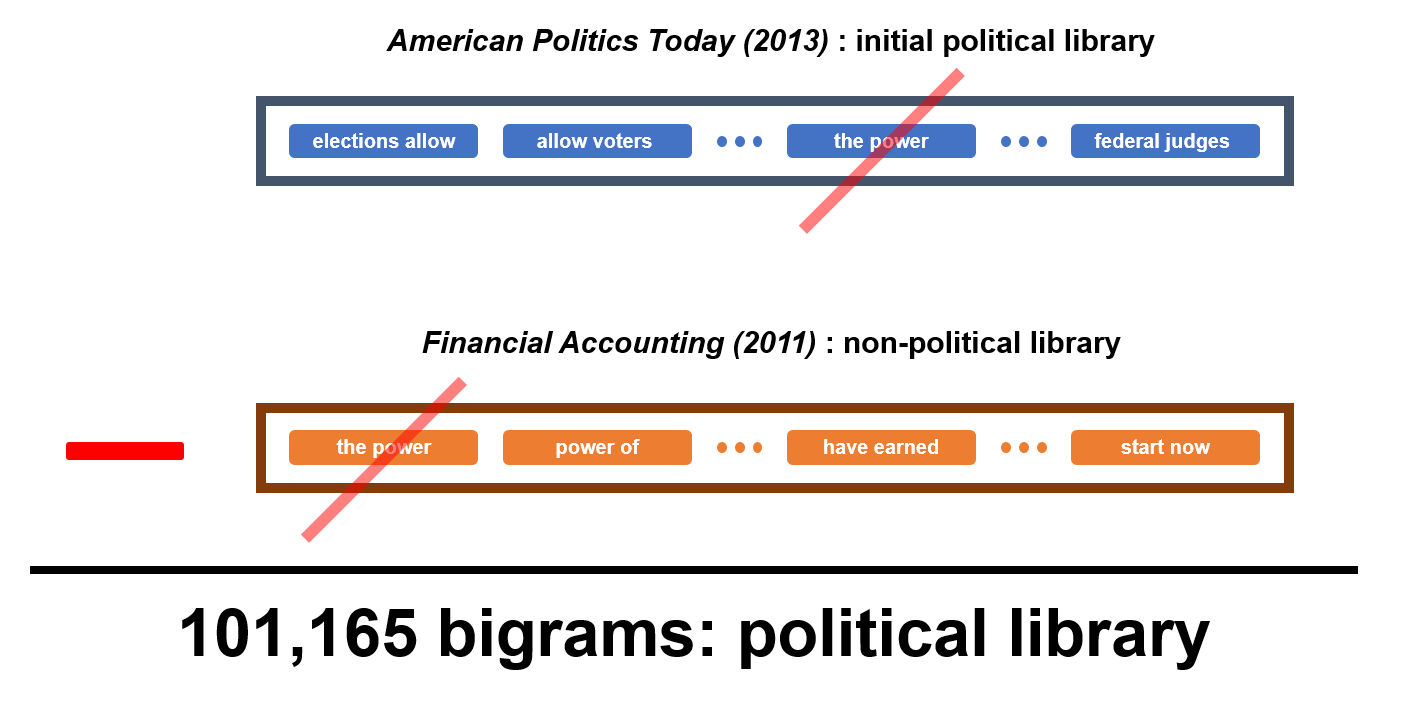 American Politics Today (2013) : initial political library
elections allow allow voters ••• the power ••• federal judges
Financial Accounting (2011) : non-political library
the power power of ••• have earned ••• start now
101,165 bigrams: political library